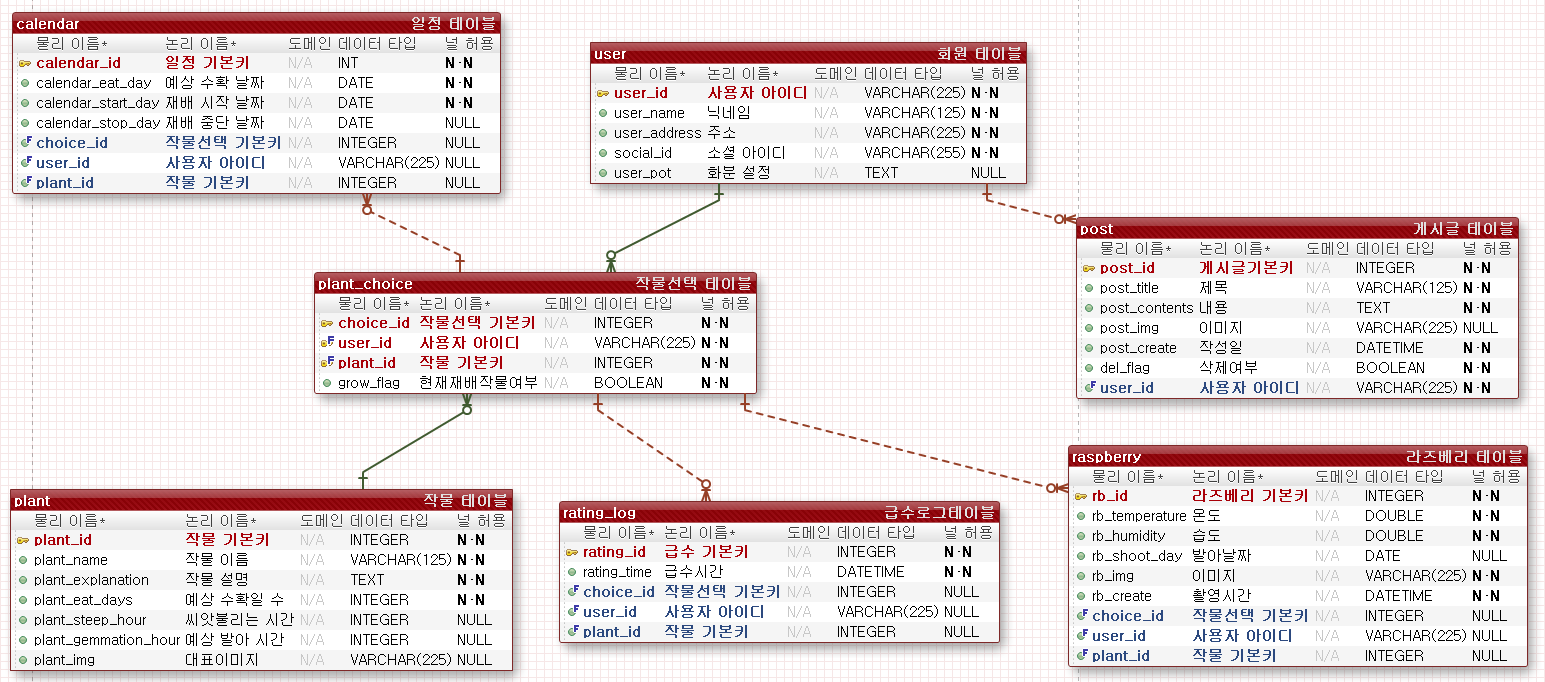 calendar 일정 테이블
물리 이름* 논리 이름* 도메인 데이터 타입 널 허용
calendar_id 일정 기본키 N/A INT N·N
calendar_eat_day 예상 수확 날짜 N/A DATE N·N
calendar_start_day 재배 시작 날짜 N/A DATE N·N
calendar_stop_day 재배 중단 날짜 N/A DATE NULL
choice_id 작물선택 기본키 N/A INTEGER NULL
user_id 사용자 아이디 N/A VARCHAR(225) NULL
plant_id 작물 기본키 N/A INTEGER NULL
user 회원 테이블
물리 이름* 논리 이름* 도메인 데이터 타입 널 허용
user_id 사용자 아이디 N/A VARCHAR(225) N·N
user_name 닉네임 N/A VARCHAR(125) N·N
user_address 주소 N/A VARCHAR(225) N·N
social_id 소셜 아이디 N/A VARCHAR(255) N·N
user_pot 화분 설정 N/A TEXT NULL
post 게시글 테이블
물리 이름* 논리 이름* 도메인 데이터 타입 널 허용
post_id 게시글기본키 N/A INTEGER N·N
post_title 제목 N/A VARCHAR(125) N·N
post_contents 내용 N/A TEXT N·N
post_img 이미지 N/A VARCHAR(225) NULL
post_create 작성일 N/A DATETIME N·N
del_flag 삭제여부 N/A BOOLEAN N·N
user_id 사용자 아이디 N/A VARCHAR(225) N·N
plant_choice 작물선택 테이블
물리 이름* 논리 이름* 도메인 데이터 타입 널 허용
choice_id 작물선택 기본키 N/A INTEGER N·N
user_id 사용자 아이디 N/A VARCHAR(225) N·N
plant_id 작물 기본키 N/A INTEGER N·N
grow_flag 현재재배작물여부 N/A BOOLEAN N·N
plant 작물 테이블
물리 이름* 논리 이름* 도메인 데이터 타입 널 허용
plant_id 작물 기본키 N/A INTEGER N·N
plant_name 작물 이름 N/A VARCHAR(125) N·N
plant_explanation 작물 설명 N/A TEXT N·N
plant_eat_days 예상 수확일 수 N/A INTEGER N·N
plant_steep_hour 씨앗불리는 시간 N/A INTEGER NULL
plant_gemmation_hour 예상 발아 시간 N/A INTEGER NULL
plant_img 대표이미지 N/A VARCHAR(225) NULL
rating_log 급수로그테이블
물리 이름* 논리 이름* 도메인 데이터 타입 널 허용
rating_id 급수 기본키 N/A INTEGER N·N
rating_time 급수시간 N/A DATETIME N·N
choice_id 작물선택 기본키 N/A INTEGER NULL
user_id 사용자 아이디 N/A VARCHAR(225) NULL
plant_id 작물 기본키 N/A INTEGER NULL
raspberry 라즈베리 테이블
물리 이름* 논리 이름* 도메인 데이터 타입 널 허용
rb_id 라즈베리 기본키 N/A INTEGER N·N
rb_temperature 온도 N/A DOUBLE N·N
rb_humidity 습도 N/A DOUBLE N·N
rb_shoot_day 발아날짜 N/A DATE NULL
rb_img 이미지 N/A VARCHAR(225) N·N
rb_create 촬영시간 N/A DATETIME N·N
choice_id 작물선택 기본키 N/A INTEGER NULL
user_id 사용자 아이디 N/A VARCHAR(225) NULL
plant_id 작물 기본키 N/A INTEGER NULL